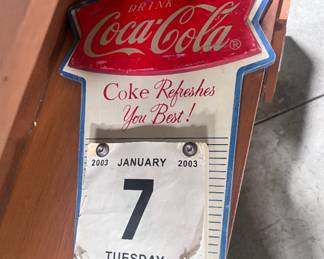 DRINK
Coca-Cola®
Coke Refreshes
You Best!
2003 JANUARY 2003
7
TUESDAY